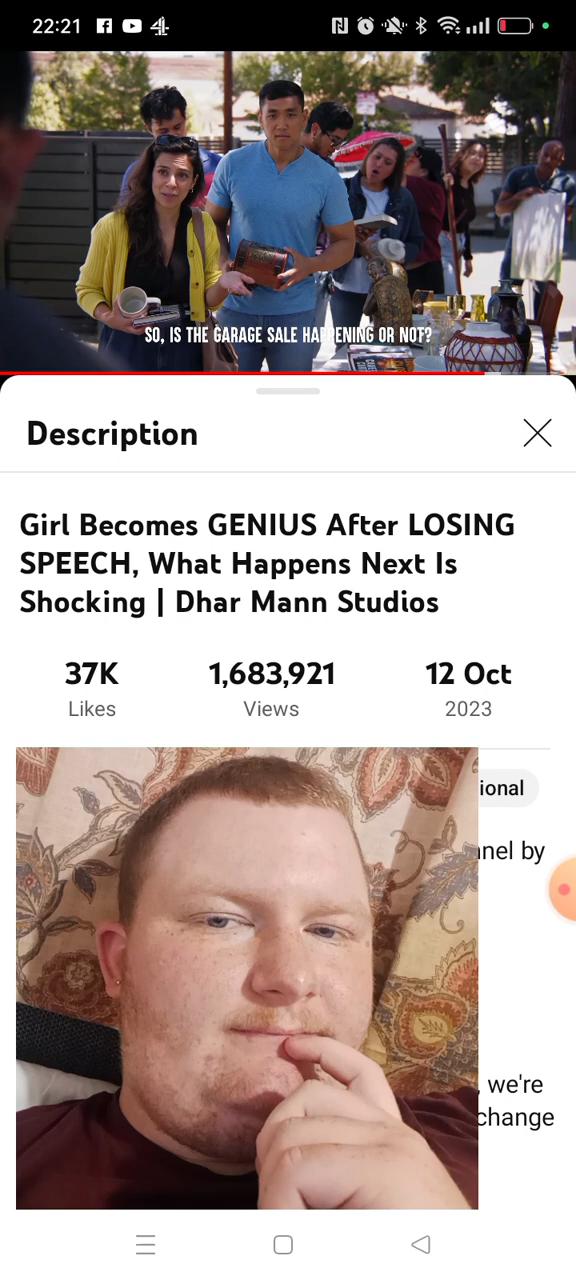 22:21
SO, IS THE GARAGE SALE HAPPENING OR NOT?
Description
Girl Becomes GENIUS After LOSING
SPEECH, What Happens Next Is
Shocking | Dhar Mann Studios
37K 1,683,921 12 Oct
Likes Views 2023
ional
nel by
, we're
change